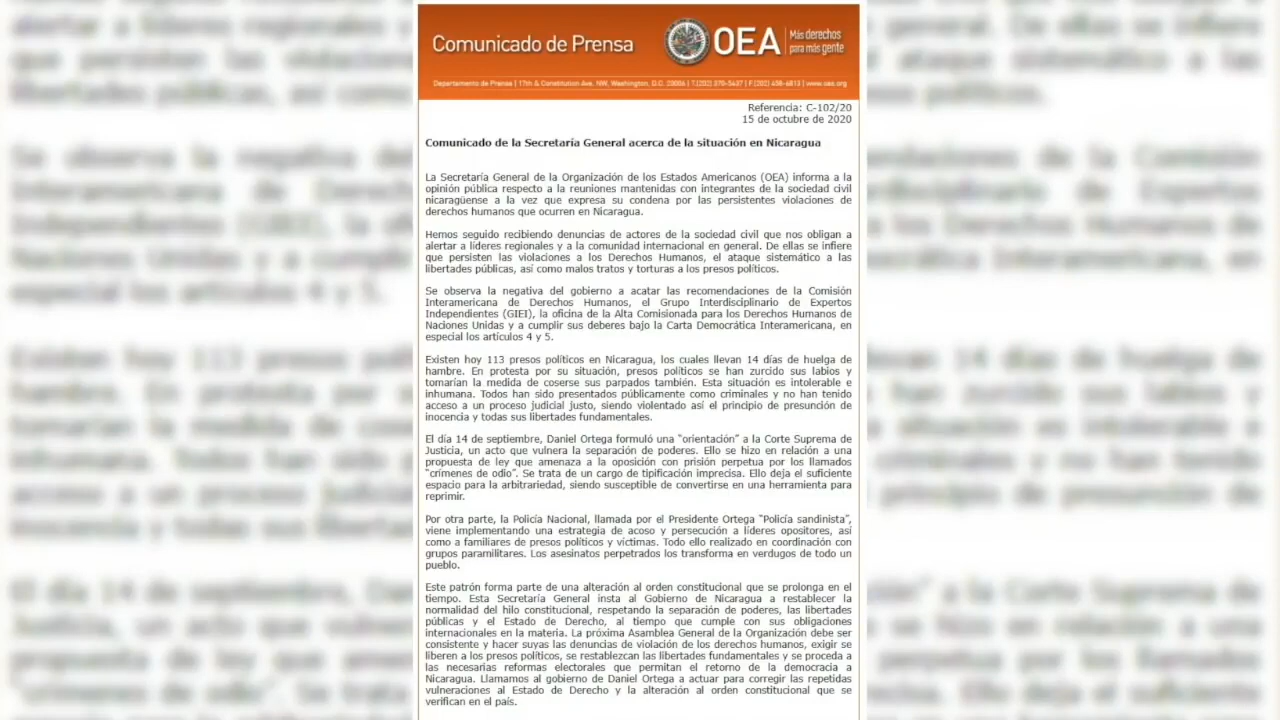 Comunicado de Prensa
OEA
Más derechos
para más gente
Departamento de Prensa | 17th & Constitution Ave. NW, Washington, D.C. 20006 | T.(202) 370-5437 | F.(202) 458-6813 | www.oas.org
Referencia: C-102/20
15 de octubre de 2020
Comunicado de la Secretaría General acerca de la situación en Nicaragua
La Secretaría General de la Organización de los Estados Americanos (OEA) informa a la
opinión pública respecto a la reuniones mantenidas con integrantes de la sociedad civil
nicaragüense a la vez que expresa su condena por las persistentes violaciones de
derechos humanos que ocurren en Nicaragua.
Hemos seguido recibiendo denuncias de actores de la sociedad civil que nos obligan a
alertar a líderes regionales y a la comunidad internacional en general. De ellas se infiere
que persisten las violaciones a los Derechos Humanos, el ataque sistemático a las
libertades públicas, así como malos tratos y torturas a los presos políticos.
Se observa la negativa del gobierno a acatar las recomendaciones de la Comisión
Interamericana de Derechos Humanos, el Grupo Interdisciplinario de Expertos
Independientes (GIEI), la oficina de la Alta Comisionada para los Derechos Humanos de
Naciones Unidas y a cumplir sus deberes bajo la Carta Democrática Interamericana, en
especial los artículos 4 y 5.
Existen hoy 113 presos políticos en Nicaragua, los cuales llevan 14 días de huelga de
hambre. En protesta por su situación, presos políticos se han zurcido sus labios y
tomarían la medida de coserse sus parpados también. Esta situación es intolerable e
inhumana. Todos han sido presentados públicamente como criminales y no han tenido
acceso a un proceso judicial justo, siendo violentado así el principio de presunción de
inocencia y todas sus libertades fundamentales.
El día 14 de septiembre, Daniel Ortega formuló una "orientación" a la Corte Suprema de
Justicia, un acto que vulnera la separación de poderes. Ello se hizo en relación a una
propuesta de ley que amenaza a la oposición con prisión perpetua por los llamados
"crímenes de odio". Se trata de un cargo de tipificación imprecisa. Ello deja el suficiente
espacio para la arbitrariedad, siendo susceptible de convertirse en una herramienta para
reprimir.
Por otra parte, la Policía Nacional, llamada por el Presidente Ortega "Policía sandinista",
viene implementando una estrategia de acoso y persecución a líderes opositores, así
como a familiares de presos políticos y victimas. Todo ello realizado en coordinación con
grupos paramilitares. Los asesinatos perpetrados los transforma en verdugos de todo un
pueblo.
Este patrón forma parte de una alteración al orden constitucional que se prolonga en el
tiempo. Esta Secretaría General insta al Gobierno de Nicaragua a restablecer la
normalidad del hilo constitucional, respetando la separación de poderes, las libertades
públicas y el Estado de Derecho, al tiempo que cumple con sus obligaciones
internacionales en la materia. La próxima Asamblea General de la Organización debe ser
consistente y hacer suyas las denuncias de violación de los derechos humanos, exigir se
liberen a los presos políticos, se restablezcan las libertades fundamentales y se proceda a
las necesarias reformas electorales que permitan el retorno de la democracia a
Nicaragua. Llamamos al gobierno de Daniel Ortega a actuar para corregir las repetidas
vulneraciones al Estado de Derecho y la alteración al orden constitucional que se
verifican en el país.